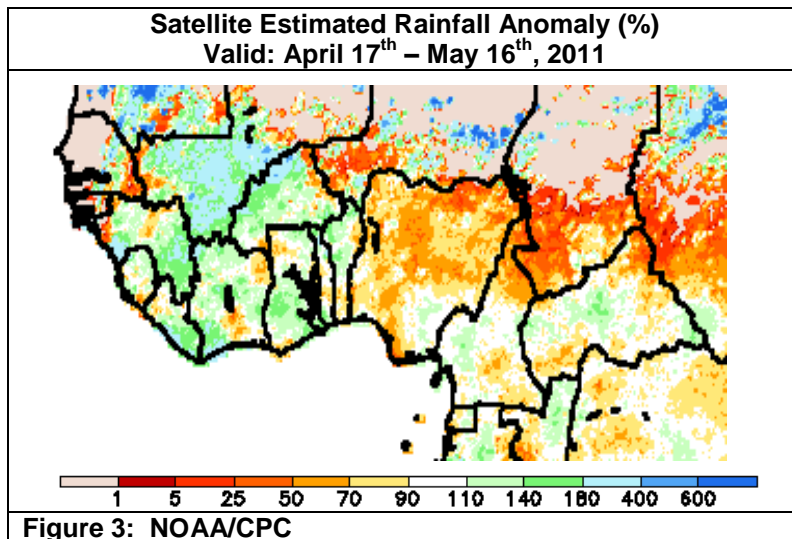 Satellite Estimated Rainfall Anomaly (%)
Valid: April 17th – May 16th, 2011
1 5 25 50 70 90 110 140 180 400 600
Figure 3: NOAA/CPC